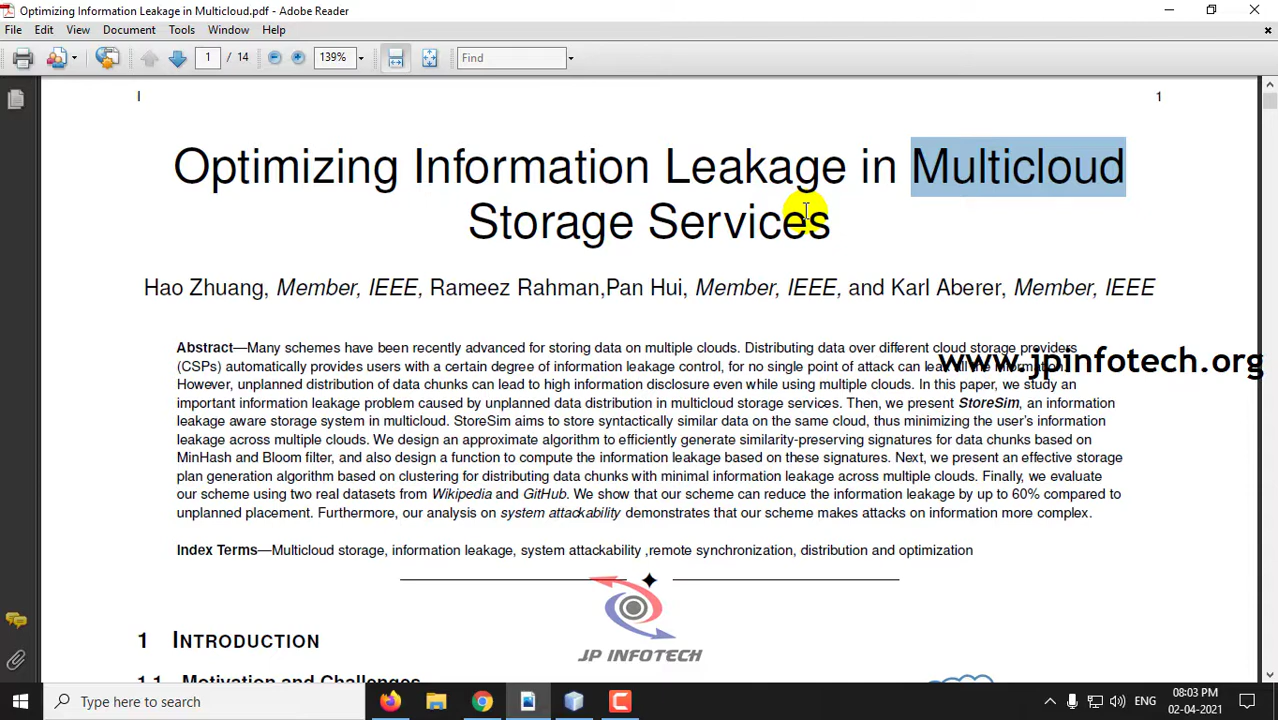 Optimizing Information Leakage in Multicloud.pdf - Adobe Reader
File Edit View Document Tools Window Help
1 / 14 139% Find
I 1
Optimizing Information Leakage in Multicloud
Storage Services
Hao Zhuang, Member, IEEE, Rameez Rahman,Pan Hui, Member, IEEE, and Karl Aberer, Member, IEEE
Abstract—Many schemes have been recently advanced for storing data on multiple clouds. Distributing data over different cloud storage providers
www.jpinfotech.org
(CSPs) automatically provides users with a certain degree of information leakage control, for no single point of attack can leak all the information.
However, unplanned distribution of data chunks can lead to high information disclosure even while using multiple clouds. In this paper, we study an
important information leakage problem caused by unplanned data distribution in multicloud storage services. Then, we present StoreSim, an information
leakage aware storage system in multicloud. StoreSim aims to store syntactically similar data on the same cloud, thus minimizing the user's information
leakage across multiple clouds. We design an approximate algorithm to efficiently generate similarity-preserving signatures for data chunks based on
MinHash and Bloom filter, and also design a function to compute the information leakage based on these signatures. Next, we present an effective storage
plan generation algorithm based on clustering for distributing data chunks with minimal information leakage across multiple clouds. Finally, we evaluate
our scheme using two real datasets from Wikipedia and GitHub. We show that our scheme can reduce the information leakage by up to 60% compared to
unplanned placement. Furthermore, our analysis on system attackability demonstrates that our scheme makes attacks on information more complex.
Index Terms—Multicloud storage, information leakage, system attackability ,remote synchronization, distribution and optimization
JP INFOTECH
1 INTRODUCTION
1.1 Motivation and Challenges
Type here to search
ENG
08:03 PM
02-04-2021